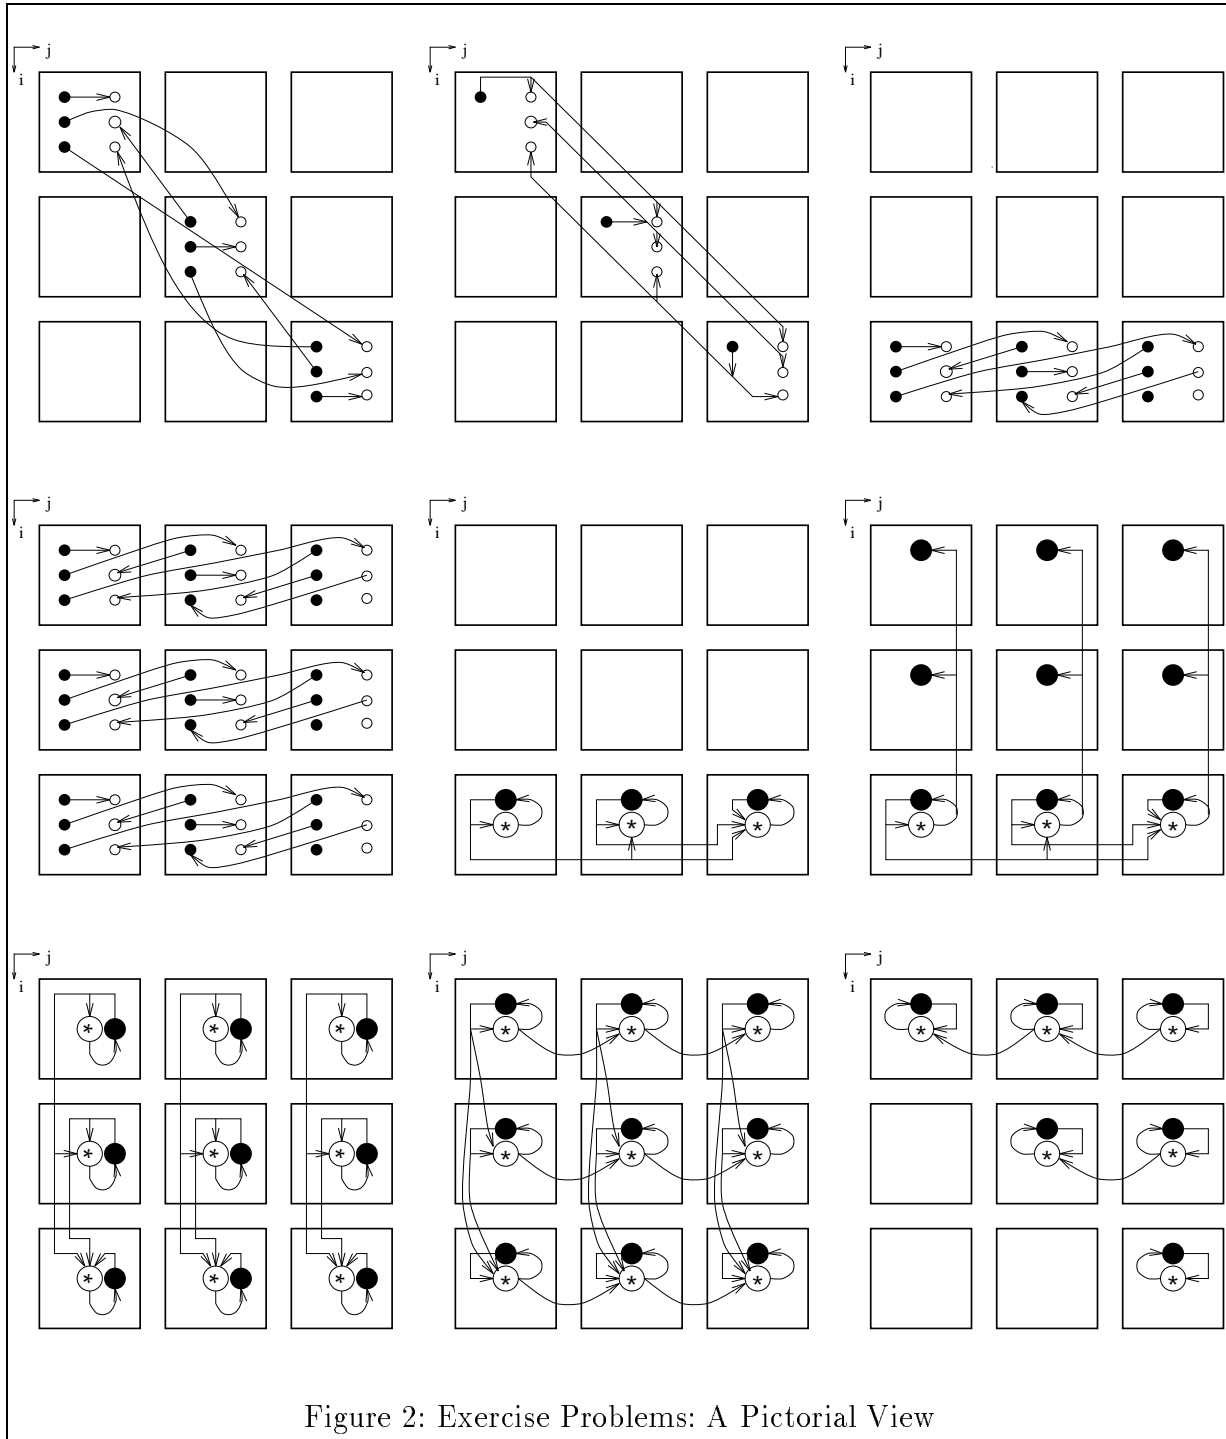 j j j
i i i
j j j
i i i
* * *
* * *
j j j
i i i
* * * * * * * * *
* * * * * * * *
* * * * * * *
Figure 2: Exercise Problems: A Pictorial View